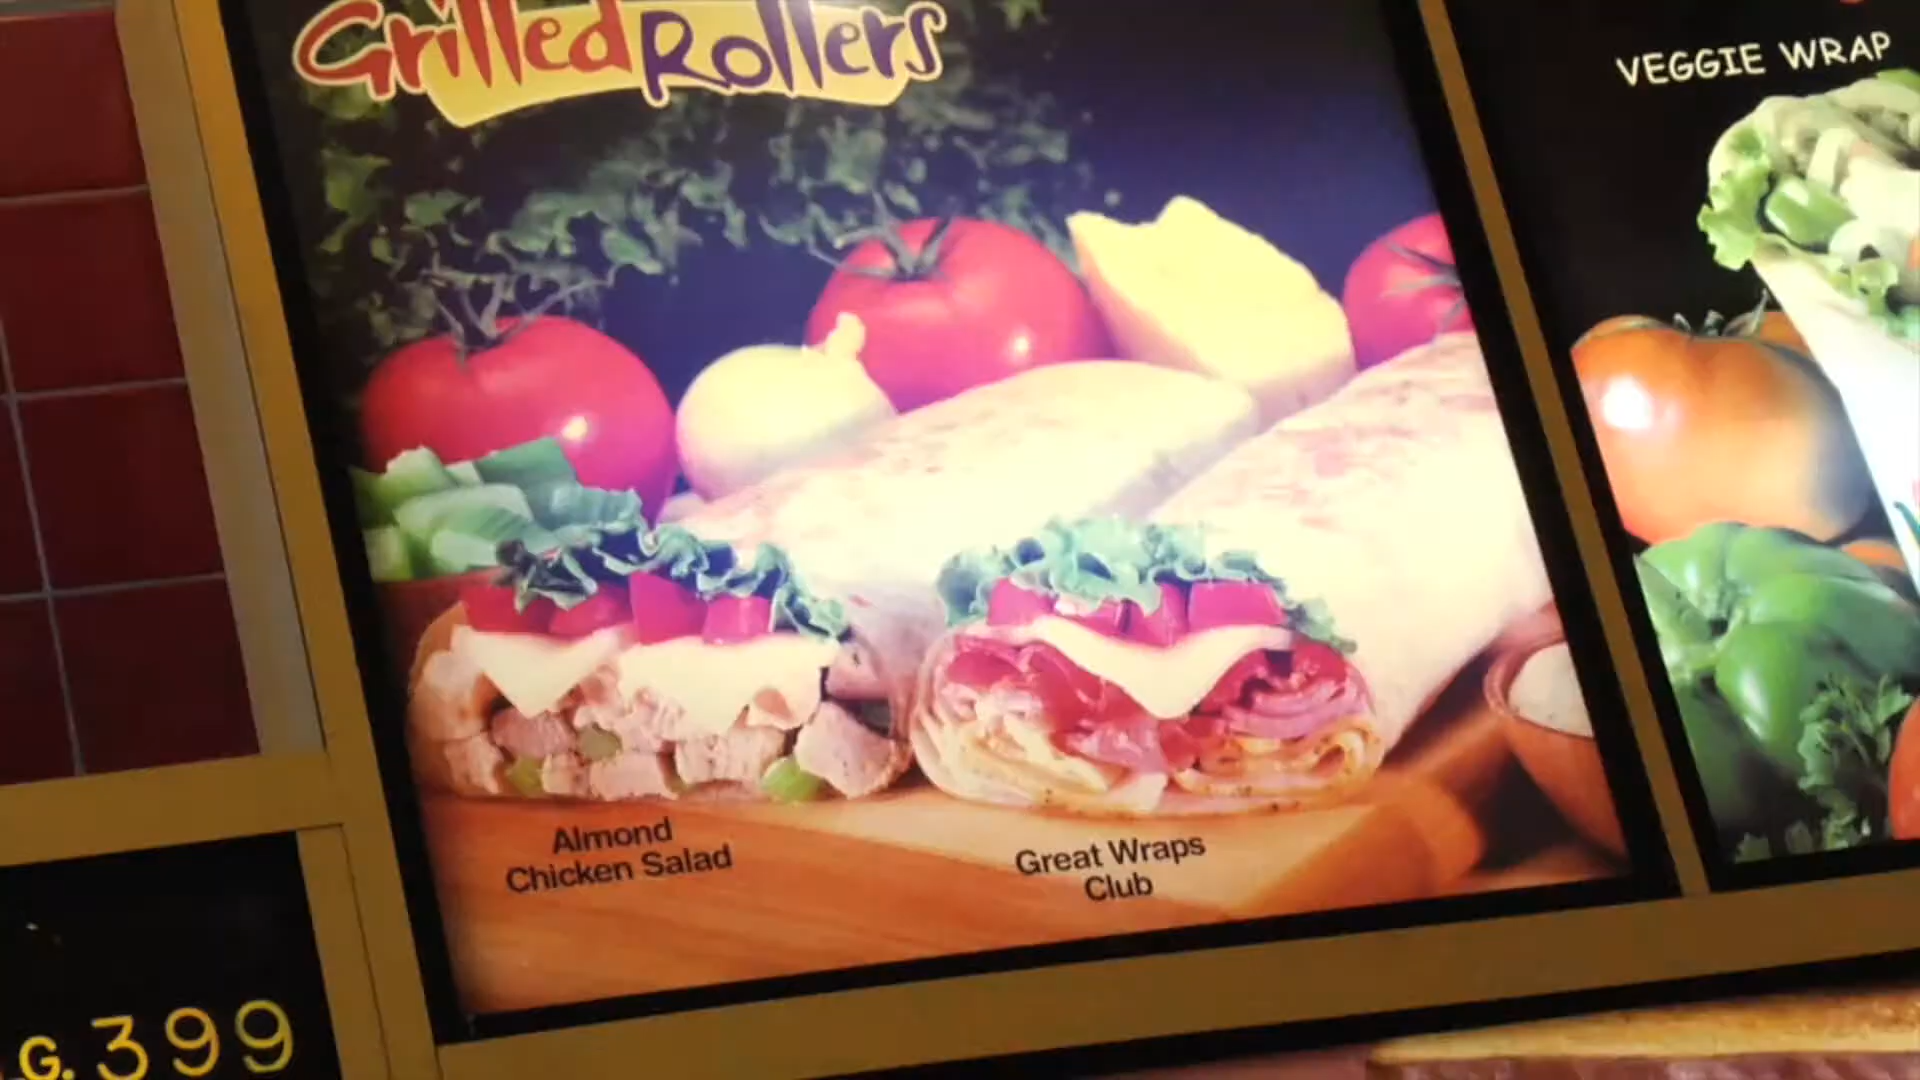 Grilled Rollers
VEGGIE WRAP
Almond
Chicken Salad
Great Wraps
Club
G. 399